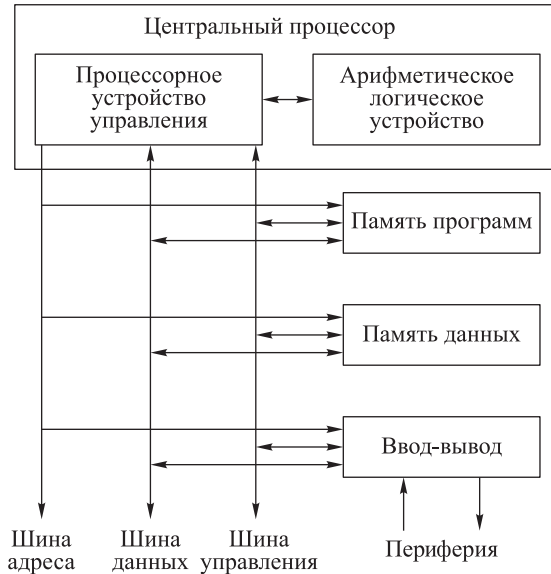 Центральный процессор
Процессорное
устройство
управления
Арифметическое
логическое
устройство
Память программ
Память данных
Ввод-вывод
Шина
адреса
Шина
данных
Шина
управления
Периферия